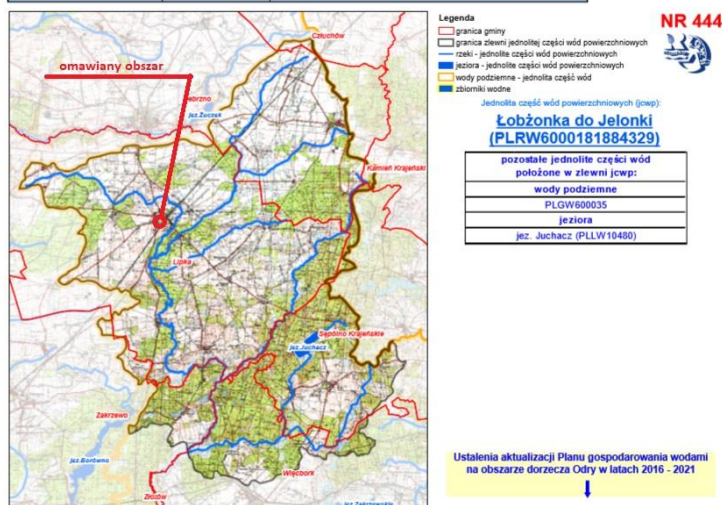 Legenda
granica gminy
granica zlewni jednolitej części wód powierzchniowych
rzeki - jednolite części wód powierzchniowych
jeziora - jednolite części wód powierzchniowych
wody podziemne - jednolita część wód
zbiorniki wodne
NR 444
Jednolita część wód powierzchniowych (jcwp):
Łobżonka do Jelonki
(PLRW6000181884329)
pozostałe jednolite części wód
położone w zlewni jcwp:
wody podziemne
PLGW600035
jeziora
jez. Juchacz (PLLW10480)
omawiany obszar
Człuchów
jez.Żuczek
Kamień Krajeński
Lipka
Sępólno Krajeńskie
jez.Juchacz
Zakrzewo
jez.Borówno
Więcbork
Złotów
jez.Zakrzewskie
Ustalenia aktualizacji Planu gospodarowania wodami
na obszarze dorzecza Odry w latach 2016 - 2021